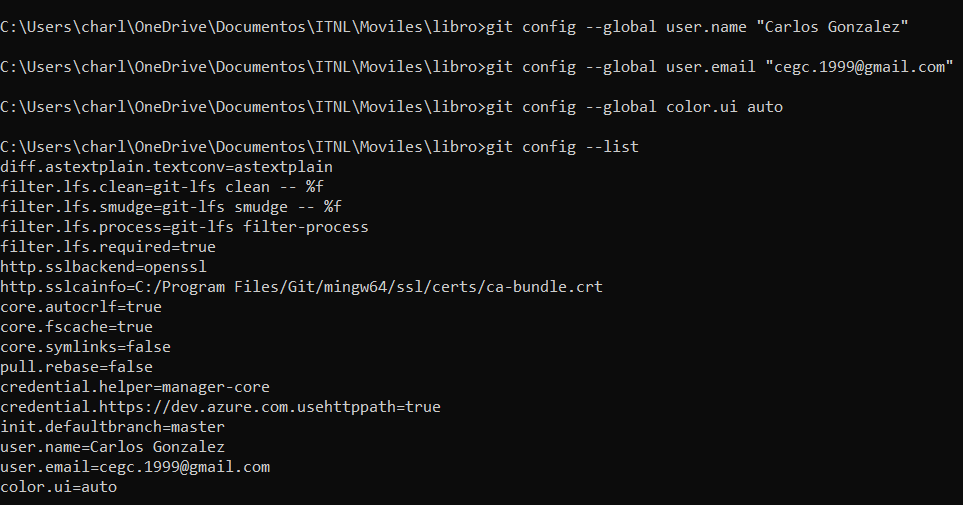 C:\Users\charl\OneDrive\Documentos\ITNL\Moviles\libro>git config --global user.name "Carlos Gonzalez"
C:\Users\charl\OneDrive\Documentos\ITNL\Moviles\libro>git config --global user.email "cegc.1999@gmail.com"
C:\Users\charl\OneDrive\Documentos\ITNL\Moviles\libro>git config --global color.ui auto
C:\Users\charl\OneDrive\Documentos\ITNL\Moviles\libro>git config --list
diff.astextplain.textconv=astextplain
filter.lfs.clean=git-lfs clean -- %f
filter.lfs.smudge=git-lfs smudge -- %f
filter.lfs.process=git-lfs filter-process
filter.lfs.required=true
http.sslbackend=openssl
http.sslcainfo=C:/Program Files/Git/mingw64/ssl/certs/ca-bundle.crt
core.autocrlf=true
core.fscache=true
core.symlinks=false
pull.rebase=false
credential.helper=manager-core
credential.https://dev.azure.com.usehttppath=true
init.defaultbranch=master
user.name=Carlos Gonzalez
user.email=cegc.1999@gmail.com
color.ui=auto